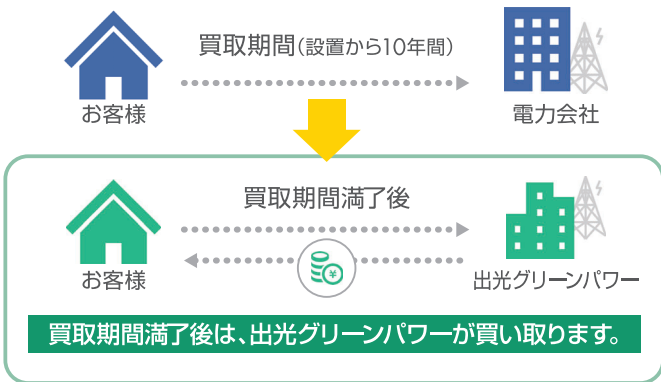 買取期間(設置から10年間)
お客様
電力会社
買取期間満了後
¥
お客様
出光グリーンパワー
買取期間満了後は、出光グリーンパワーが買い取ります。